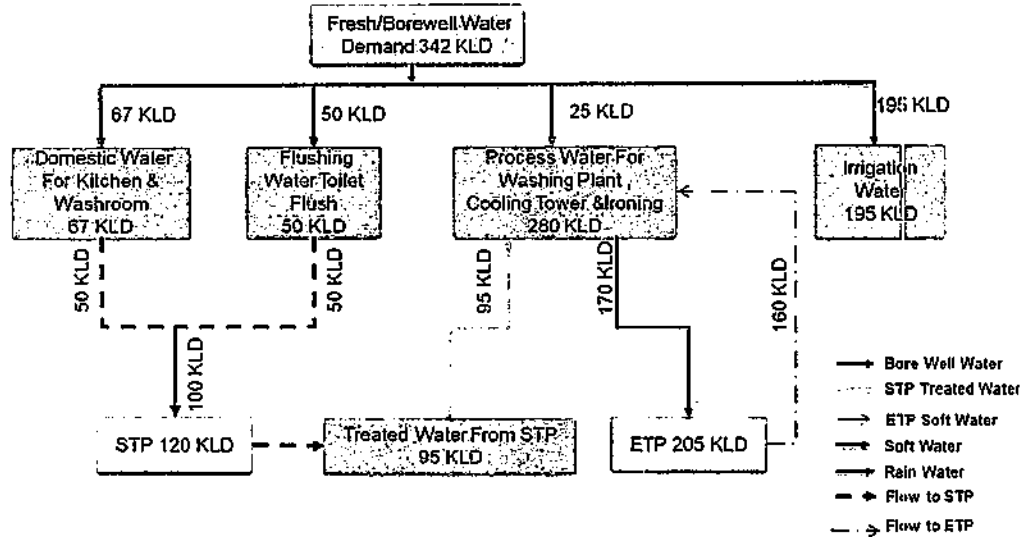 Fresh/Borewell Water
Demand 342 KLD
67 KLD
50 KLD
25 KLD
195 KLD
Domestic Water
For Kitchen &
Washroom
67 KLD
Flushing
Water Toilet
Flush
50 KLD
Process Water For
Washing Plant,
Cooling Tower &Ironing
280 KLD
Irrigation
Water
195 KLD
50 KLD
50 KLD
95 KLD
170 KLD
160 KLD
100 KLD
STP 120 KLD
Treated Water From STP
95 KLD
ETP 205 KLD
Bore Well Water
STP Treated Water
ETP Soft Water
Soft Water
Rain Water
Flow to STP
Flow to ETP